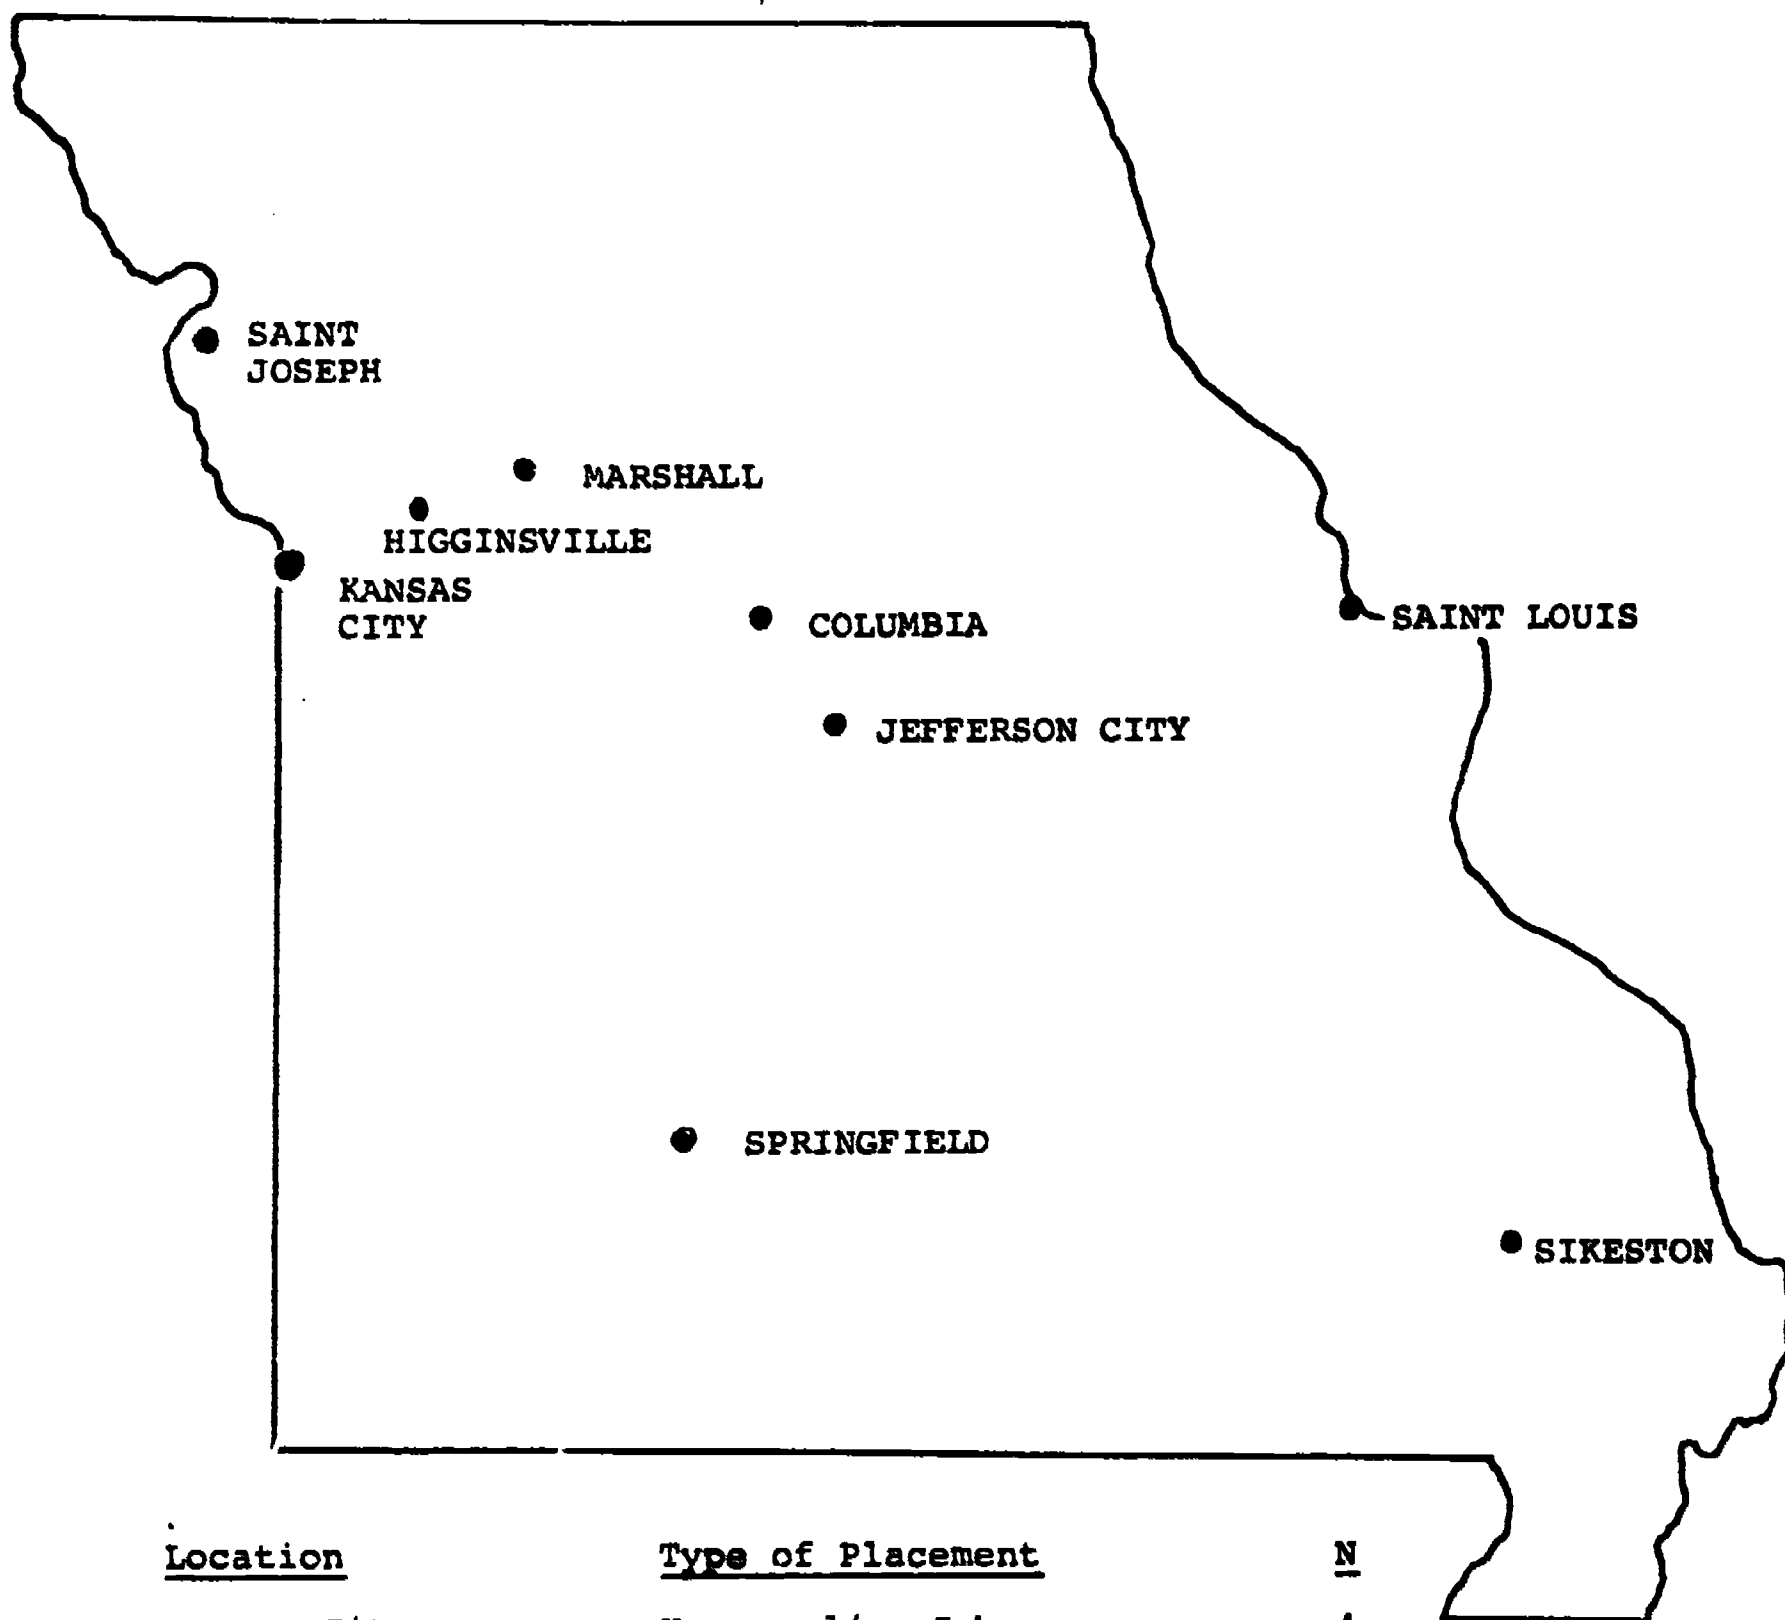 SAINT
JOSEPH
MARSHALL
HIGGINSVILLE
KANSAS
CITY
COLUMBIA
SAINT LOUIS
JEFFERSON CITY
SPRINGFIELD
SIKESTON
Location Type of Placement N